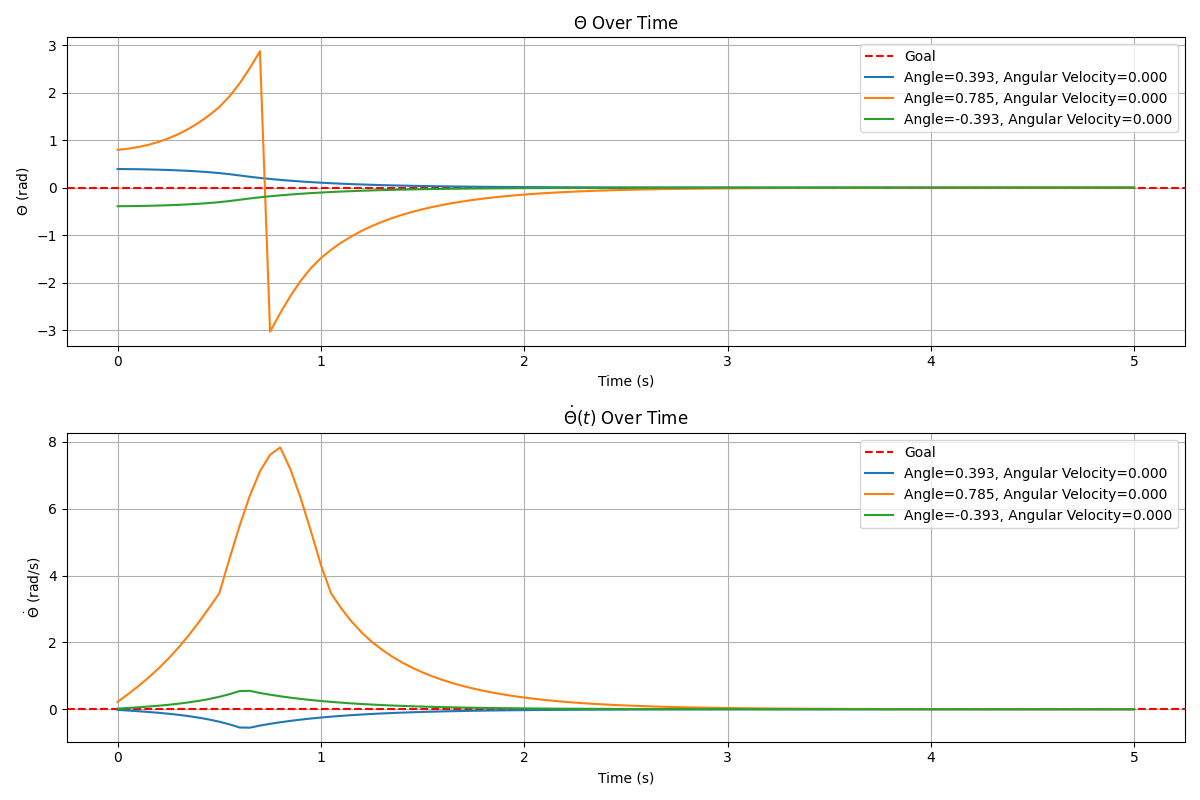 Θ Over Time
3
2
1
0
−1
−2
−3
Θ (rad)
Goal
Angle=0.393, Angular Velocity=0.000
Angle=0.785, Angular Velocity=0.000
Angle=-0.393, Angular Velocity=0.000
0 1 2 3 4 5
Time (s)
Θ̇(t) Over Time
8
6
4
2
0
Θ̇ (rad/s)
Goal
Angle=0.393, Angular Velocity=0.000
Angle=0.785, Angular Velocity=0.000
Angle=-0.393, Angular Velocity=0.000
0 1 2 3 4 5
Time (s)